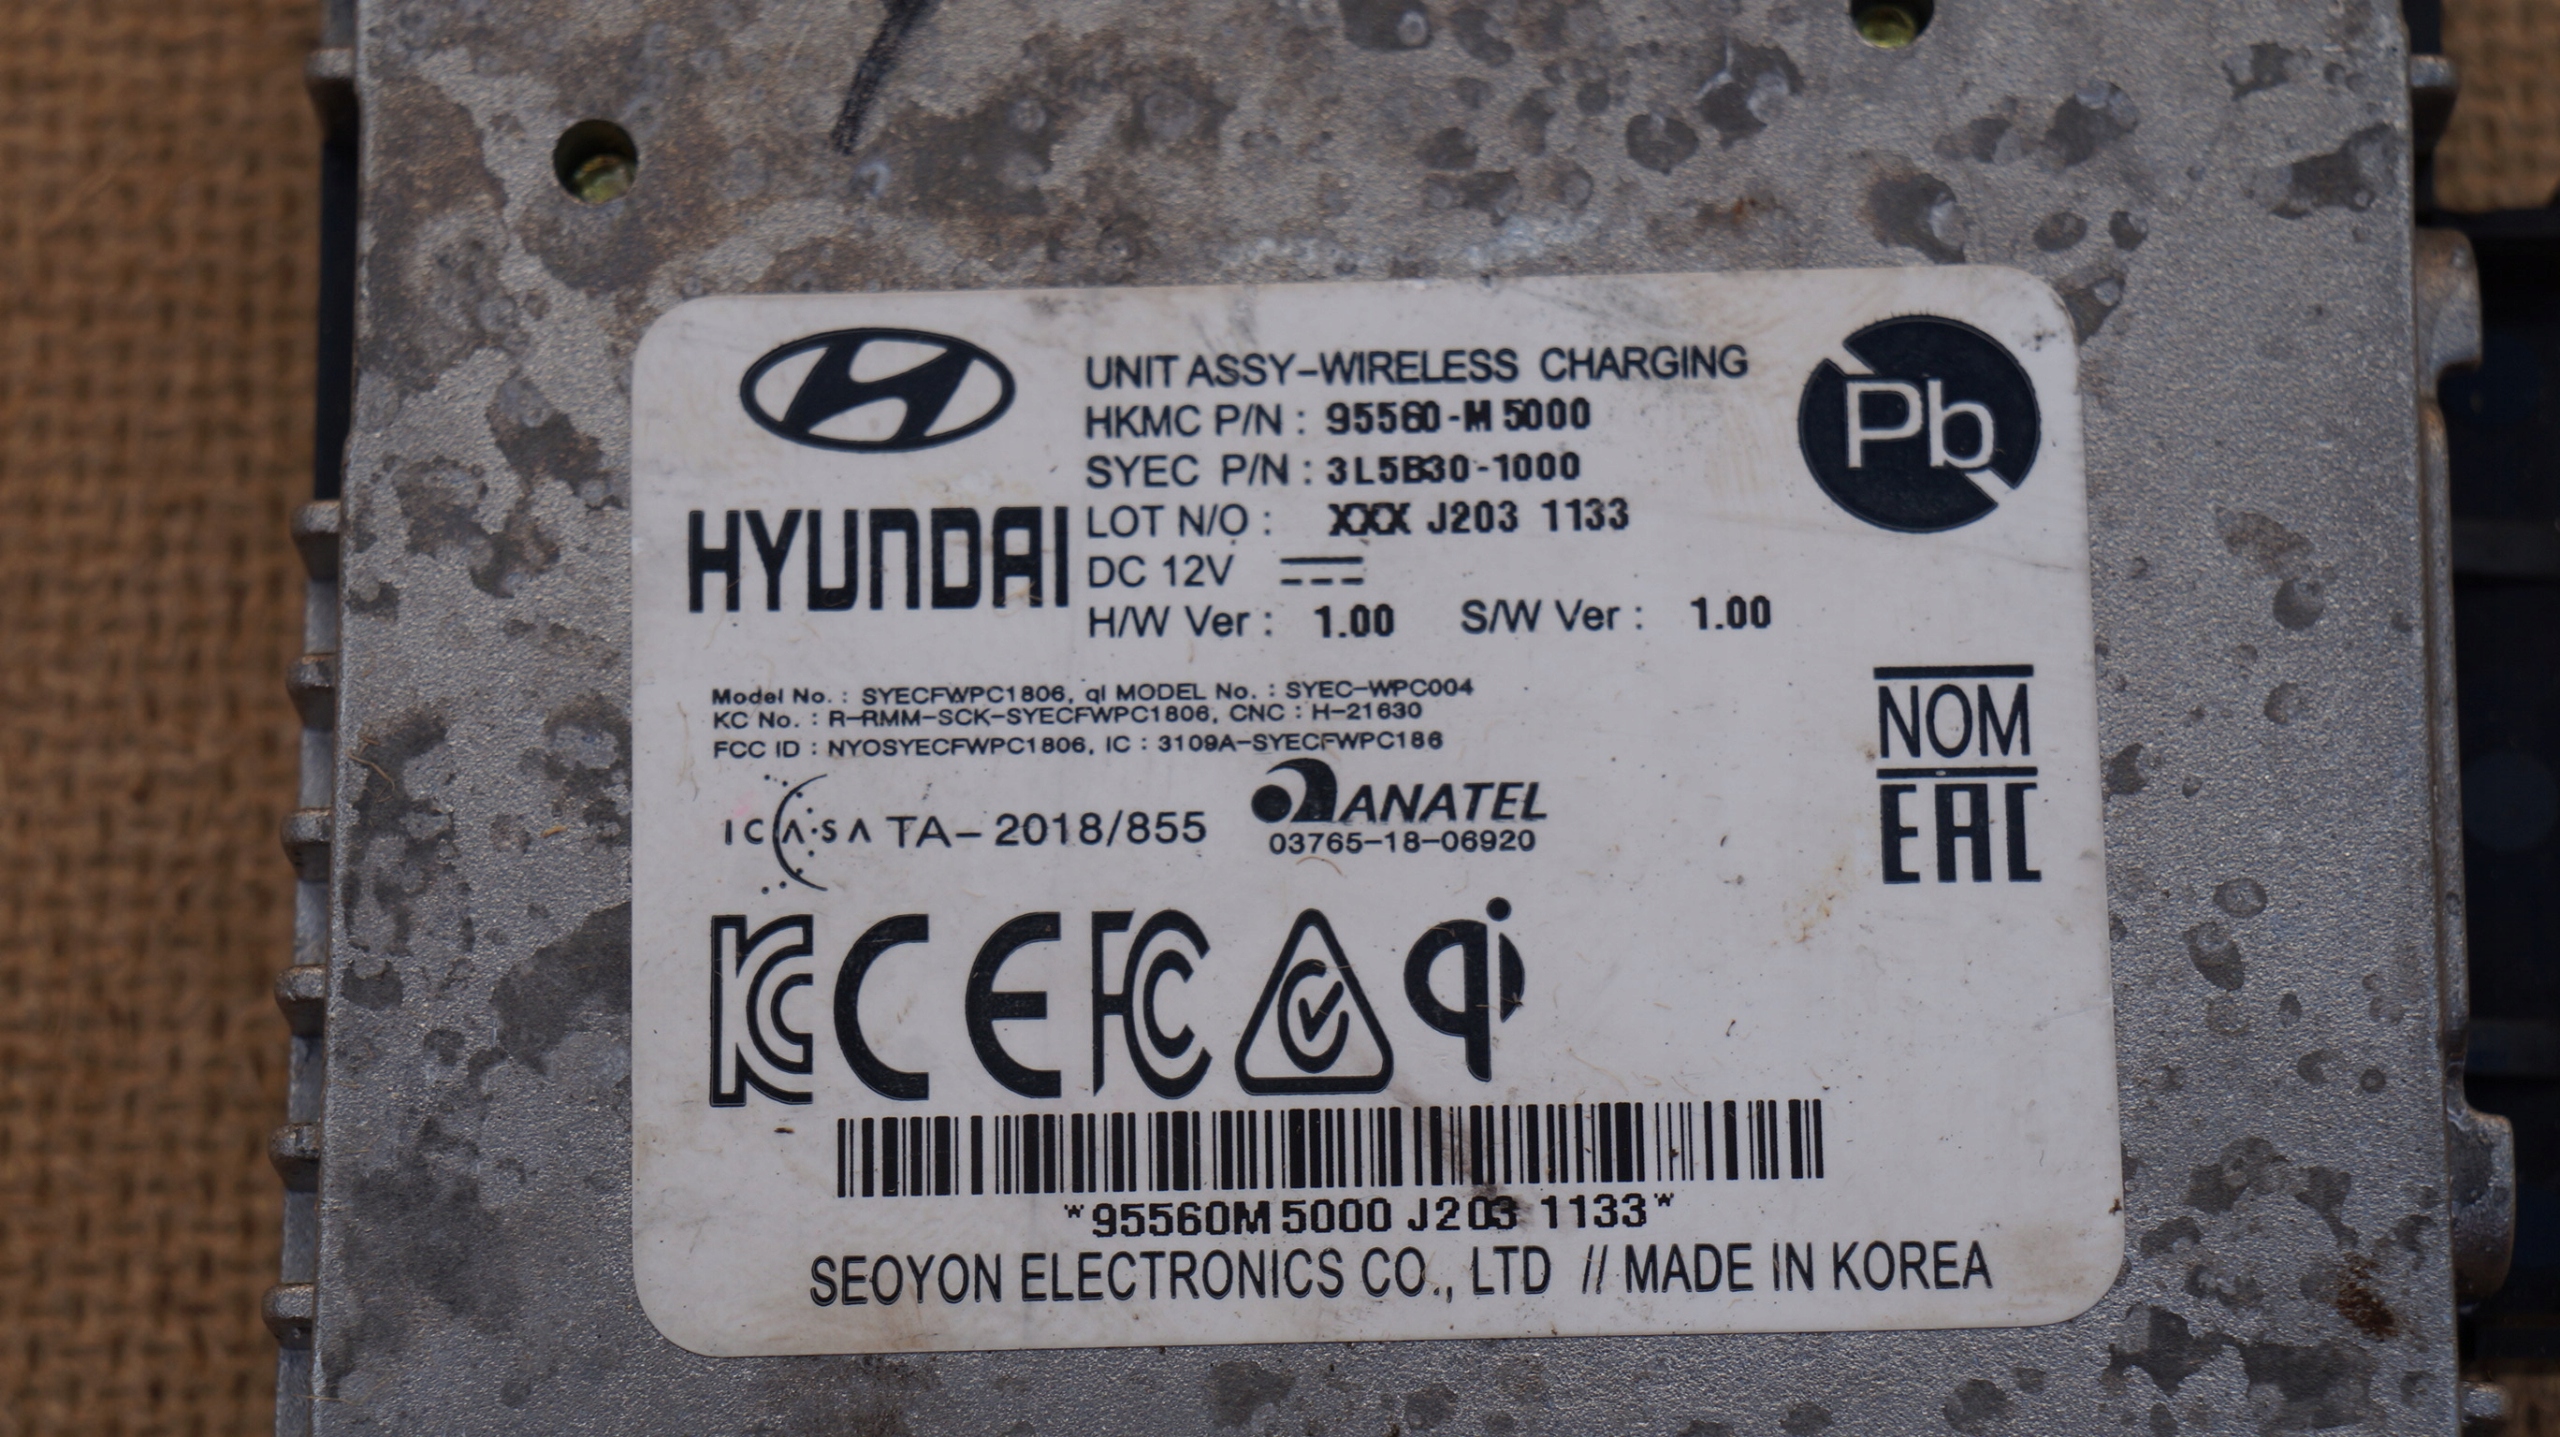 UNIT ASSY-WIRELESS CHARGING
HKMC P/N : 95560-M5000
SYEC P/N : 3L5B30-1000
LOT N/O : XXX J203 1133
DC 12V
H/W Ver : 1.00 S/W Ver : 1.00
HYUNDAI
Pb
Model No. : SYECFWPC1806, qI MODEL No. : SYEC-WPC004
KC No. : R-RMM-SCK-SYECFWPC1806, CNC : H-21630
FCC ID : NYOSYECFWPC1806, IC : 3109A-SYECFWPC186
NOM
EAC
ICASA TA-2018/855
ANATEL
03765-18-06920
KC CE FC qi
*95560M5000 J203 1133*
SEOYON ELECTRONICS CO., LTD // MADE IN KOREA